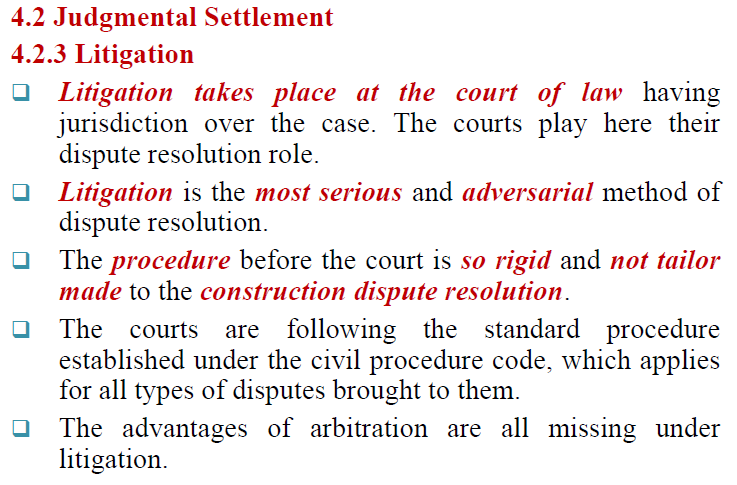 4.2 Judgmental Settlement
4.2.3 Litigation
❑ Litigation takes place at the court of law having
jurisdiction over the case. The courts play here their
dispute resolution role.
❑ Litigation is the most serious and adversarial method of
dispute resolution.
❑ The procedure before the court is so rigid and not tailor
made to the construction dispute resolution.
❑ The courts are following the standard procedure
established under the civil procedure code, which applies
for all types of disputes brought to them.
❑ The advantages of arbitration are all missing under
litigation.